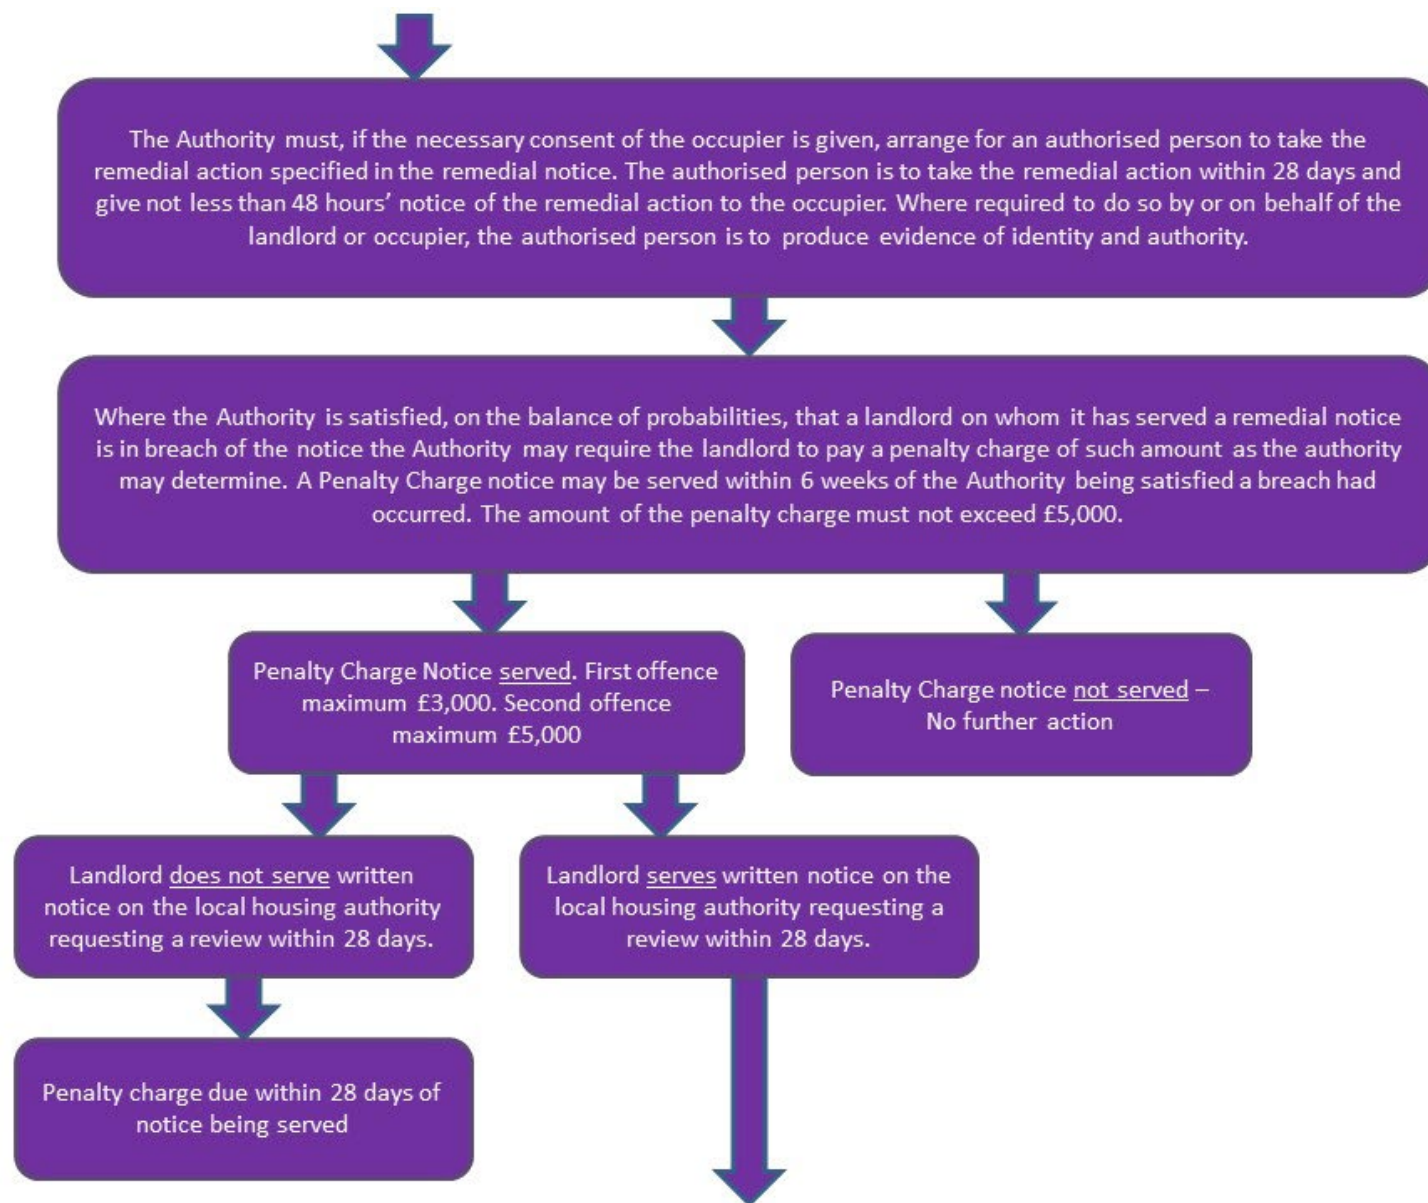 The Authority must, if the necessary consent of the occupier is given, arrange for an authorised person to take the
remedial action specified in the remedial notice. The authorised person is to take the remedial action within 28 days and
give not less than 48 hours’ notice of the remedial action to the occupier. Where required to do so by or on behalf of the
landlord or occupier, the authorised person is to produce evidence of identity and authority.
Where the Authority is satisfied, on the balance of probabilities, that a landlord on whom it has served a remedial notice
is in breach of the notice the Authority may require the landlord to pay a penalty charge of such amount as the authority
may determine. A Penalty Charge notice may be served within 6 weeks of the Authority being satisfied a breach had
occurred. The amount of the penalty charge must not exceed £5,000.
Penalty Charge Notice served. First offence
maximum £3,000. Second offence
maximum £5,000
Penalty Charge notice not served –
No further action
Landlord does not serve written
notice on the local housing authority
requesting a review within 28 days.
Landlord serves written notice on the
local housing authority requesting a
review within 28 days.
Penalty charge due within 28 days of
notice being served